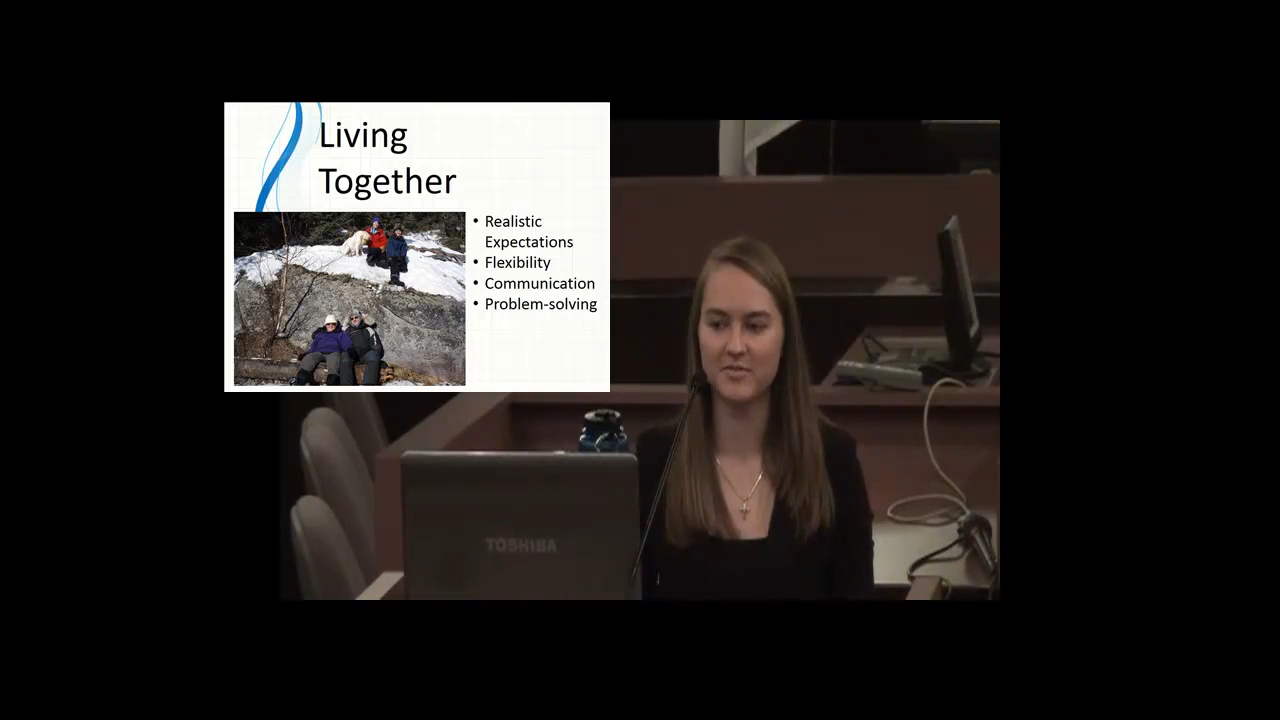 Living
Together
• Realistic
Expectations
• Flexibility
• Communication
• Problem-solving
TOSHIBA